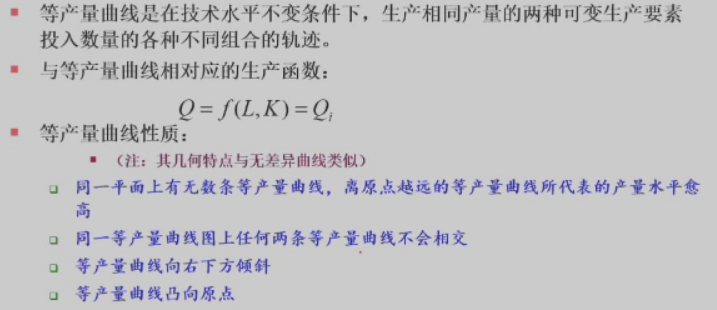 等产量曲线是在技术水平不变条件下，生产相同产量的两种可变生产要素
投入数量的各种不同组合的轨迹。
与等产量曲线相对应的生产函数：
Q = f(L,K) = Qᵢ
等产量曲线性质：
（注：其几何特点与无差异曲线类似）
同一平面上有无数条等产量曲线，离原点越远的等产量曲线所代表的产量水平愈
高
同一等产量曲线图上任何两条等产量曲线不会相交
等产量曲线向右下方倾斜
等产量曲线凸向原点